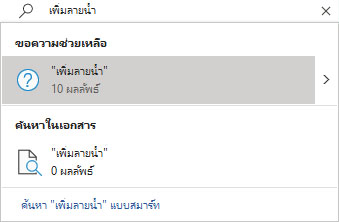 เพิ่มลายน้ำ
ขอความช่วยเหลือ
"เพิ่มลายน้ำ"
10 ผลลัพธ์
ค้นหาในเอกสาร
"เพิ่มลายน้ำ"
0 ผลลัพธ์
ค้นหา "เพิ่มลายน้ำ" แบบสมาร์ท